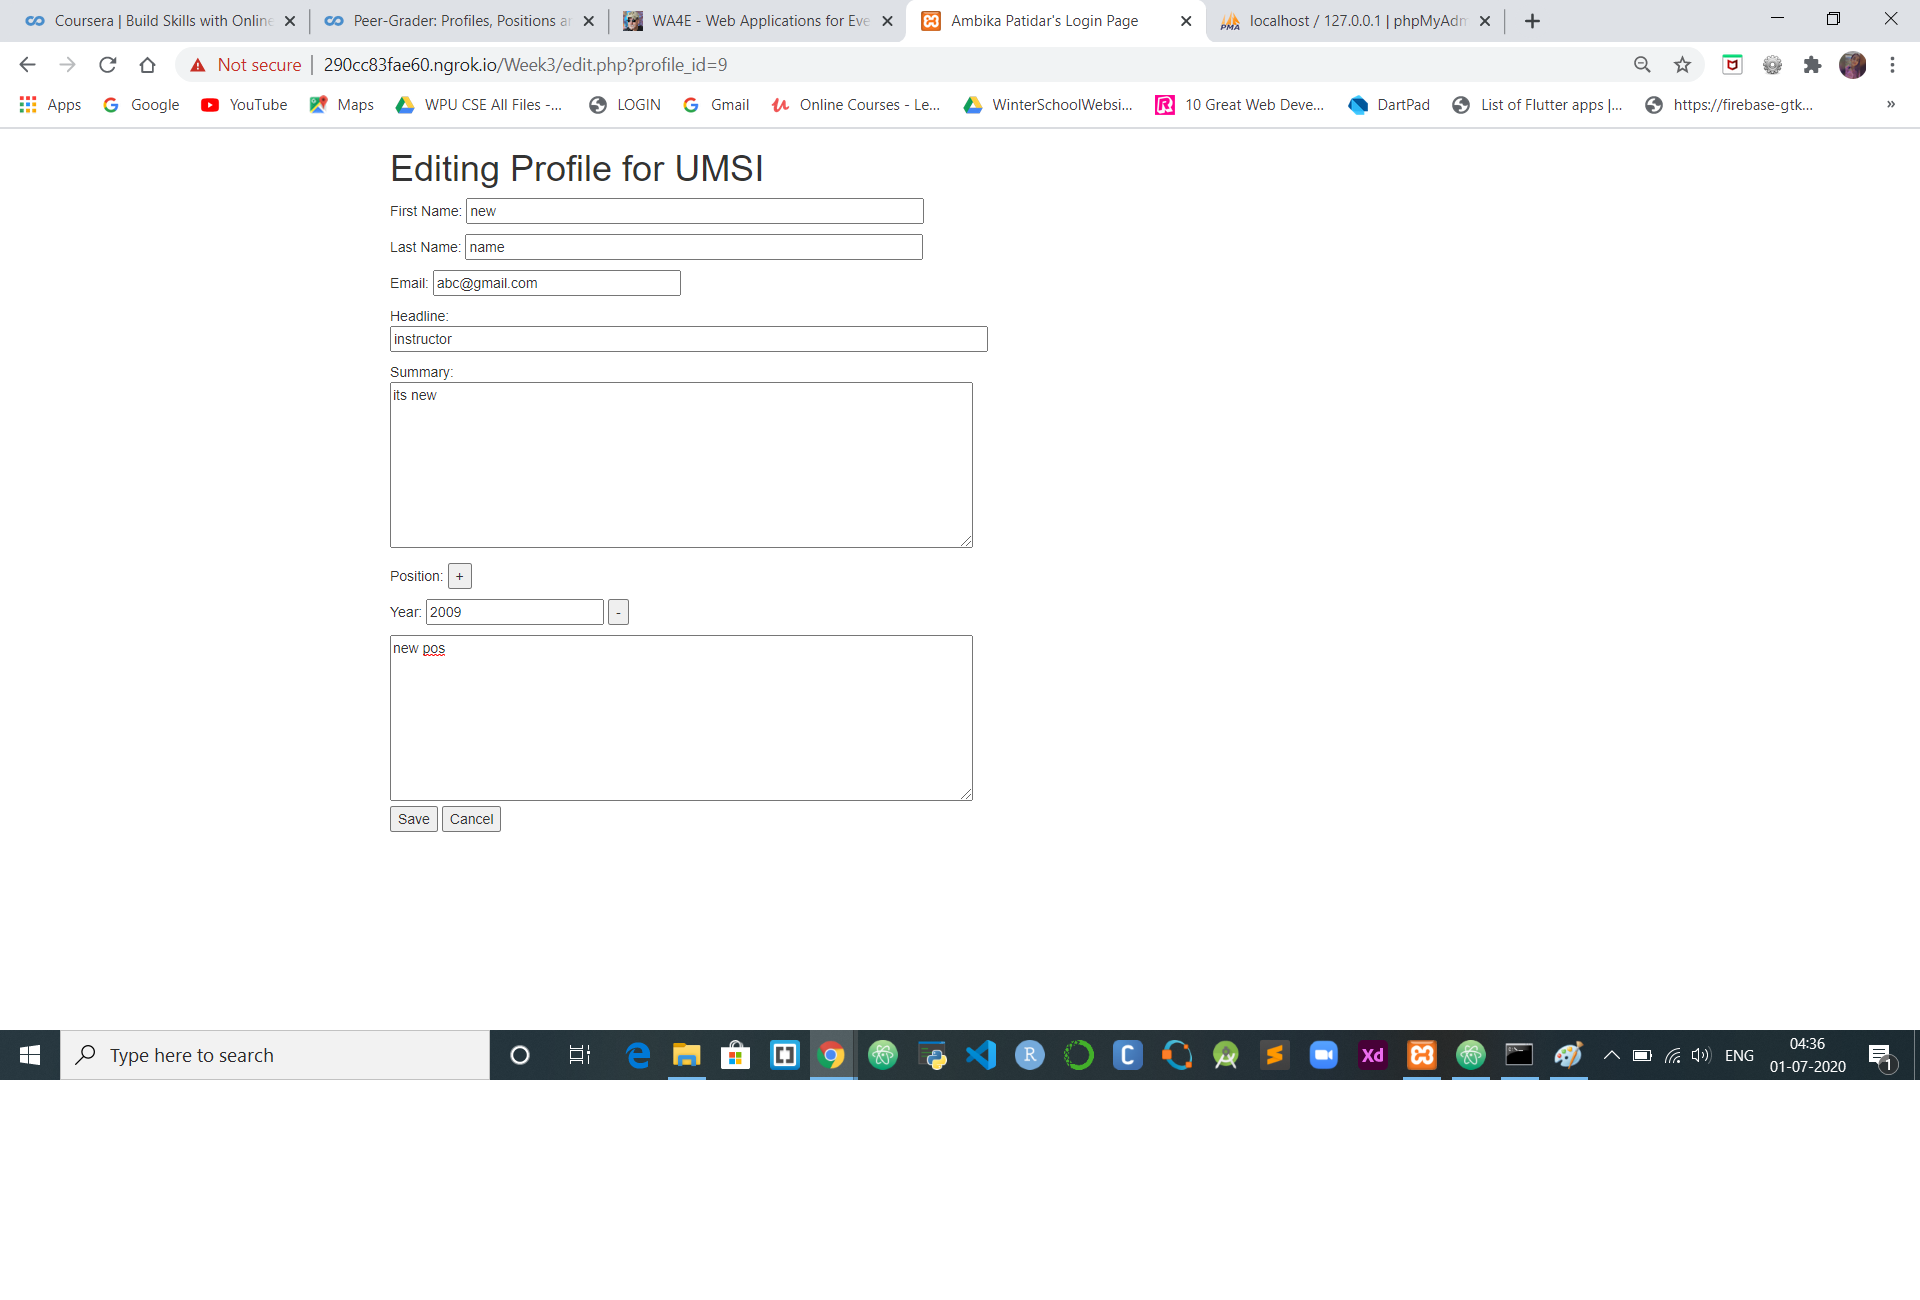 Coursera | Build Skills with Online
Peer-Grader: Profiles, Positions an
WA4E - Web Applications for Eve
Ambika Patidar's Login Page
localhost / 127.0.0.1 | phpMyAdm
Not secure | 290cc83fae60.ngrok.io/Week3/edit.php?profile_id=9
Apps Google YouTube Maps WPU CSE All Files -... LOGIN Gmail Online Courses - Le... WinterSchoolWebsi... 10 Great Web Deve... DartPad List of Flutter apps |... https://firebase-gtk... »
Editing Profile for UMSI
First Name: new
Last Name: name
Email: abc@gmail.com
Headline:
instructor
Summary:
its new
Position: +
Year: 2009 -
new pos
Save Cancel
Type here to search
R
C
Xd
ENG
04:36
01-07-2020
1